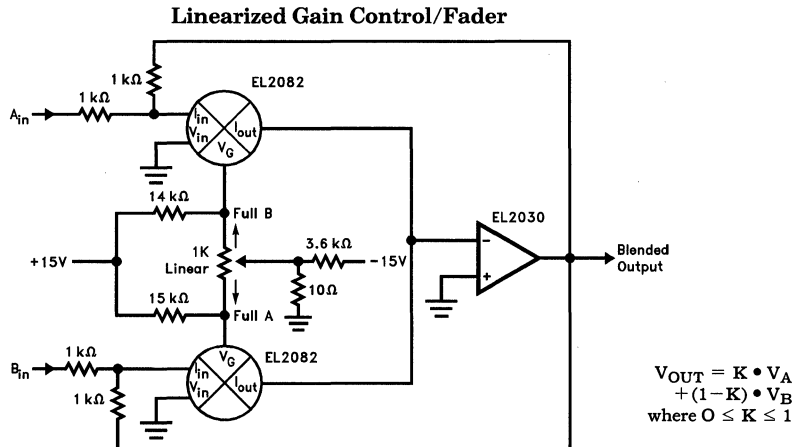 Linearized Gain Control/Fader
1 kΩ
EL2082
1 kΩ
Ain
Iin
Vin
Iout
VG
14 kΩ
Full B
EL2030
+15V
1K
Linear
3.6 kΩ
-15V
−
+
Blended
Output
10Ω
15 kΩ
Full A
1 kΩ
Bin
VG
EL2082
Iin
Vin
Iout
1 kΩ
VOUT = K • VA
+ (1−K) • VB
where O ≤ K ≤ 1